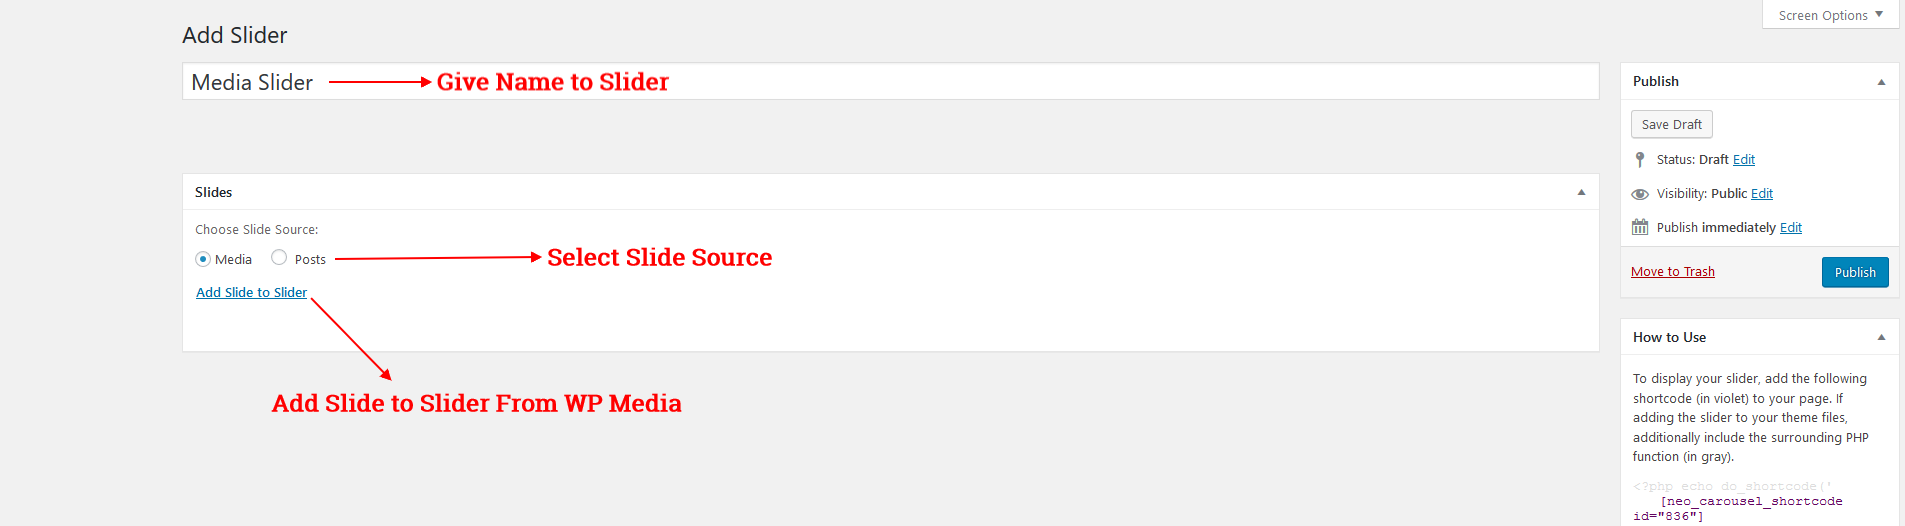 Screen Options
Add Slider
Media Slider
Give Name to Slider
Slides
Choose Slide Source:
Media Posts
Select Slide Source
Add Slide to Slider
Add Slide to Slider From WP Media
Publish
Save Draft
Status: Draft Edit
Visibility: Public Edit
Publish immediately Edit
Move to Trash
Publish
How to Use
To display your slider, add the following
shortcode (in violet) to your page. If
adding the slider to your theme files,
additionally include the surrounding PHP
function (in gray).
<?php echo do_shortcode('
[neo_carousel_shortcode
id="836"]